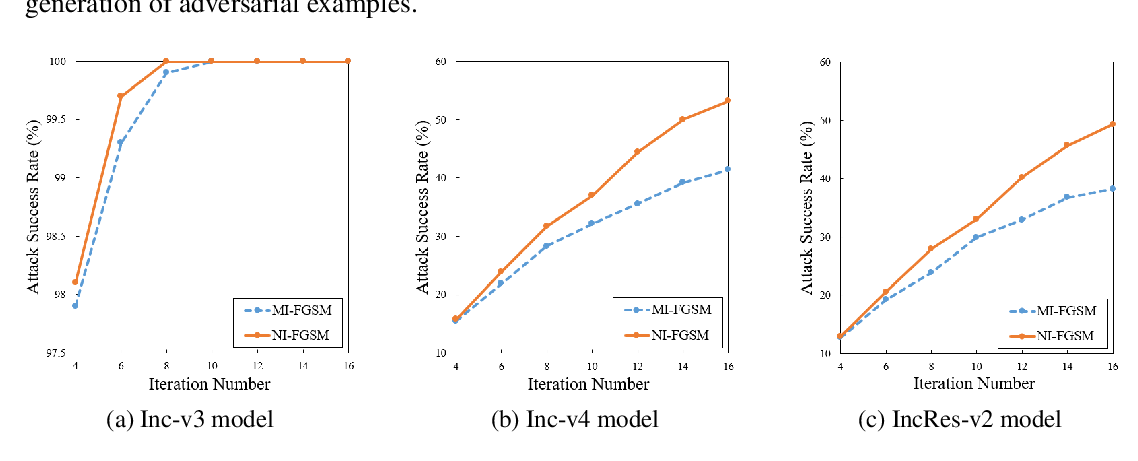 generation of adversarial examples.
100
99.5
99
98.5
98
97.5
4 6 8 10 12 14 16
Attack Success Rate (%)
Iteration Number
MI-FGSM
NI-FGSM
(a) Inc-v3 model
60
50
40
30
20
10
4 6 8 10 12 14 16
Attack Success Rate (%)
Iteration Number
MI-FGSM
NI-FGSM
(b) Inc-v4 model
60
50
40
30
20
10
4 6 8 10 12 14 16
Attack Success Rate (%)
Iteration Number
MI-FGSM
NI-FGSM
(c) IncRes-v2 model